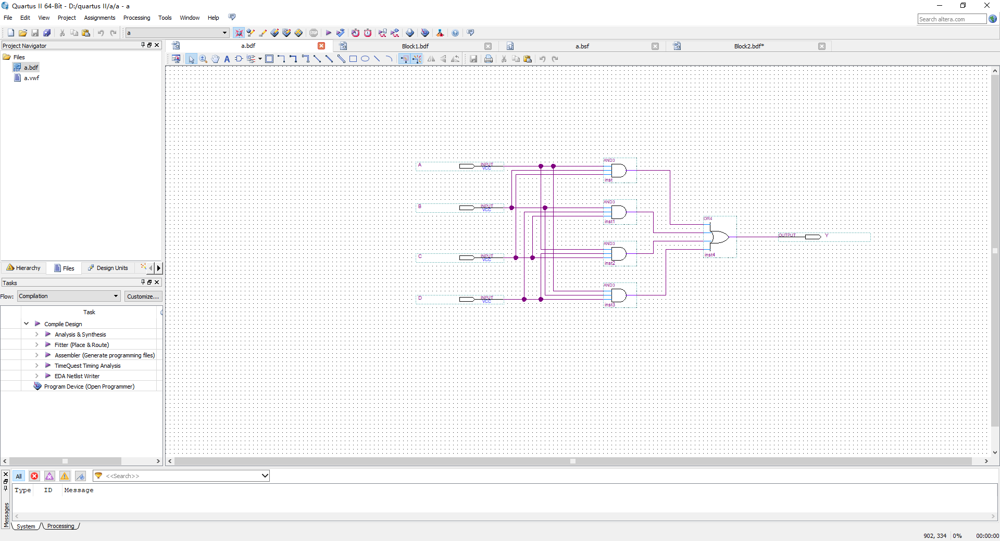 Quartus II 64-Bit - D:/quartus II/a/a - a
File Edit View Project Assignments Processing Tools Window Help
Search altera.com
a
STOP
Project Navigator
a.bdf
Block1.bdf
a.bsf
Block2.bdf*
Files
a.bdf
a.vwf
Hierarchy
Files
Design Units
Tasks
Flow: Compilation
Customize...
Task
Compile Design
Analysis & Synthesis
Fitter (Place & Route)
Assembler (Generate programming files)
TimeQuest Timing Analysis
EDA Netlist Writer
Program Device (Open Programmer)
A
INPUT
VCC
AND3
inst
B
INPUT
VCC
AND3
inst1
OR4
inst4
OUTPUT
Y
C
INPUT
VCC
AND3
inst2
D
INPUT
VCC
AND3
inst3
All
<<Search>>
Type ID Message
Messages
System
Processing
902, 334
0%
00:00:00